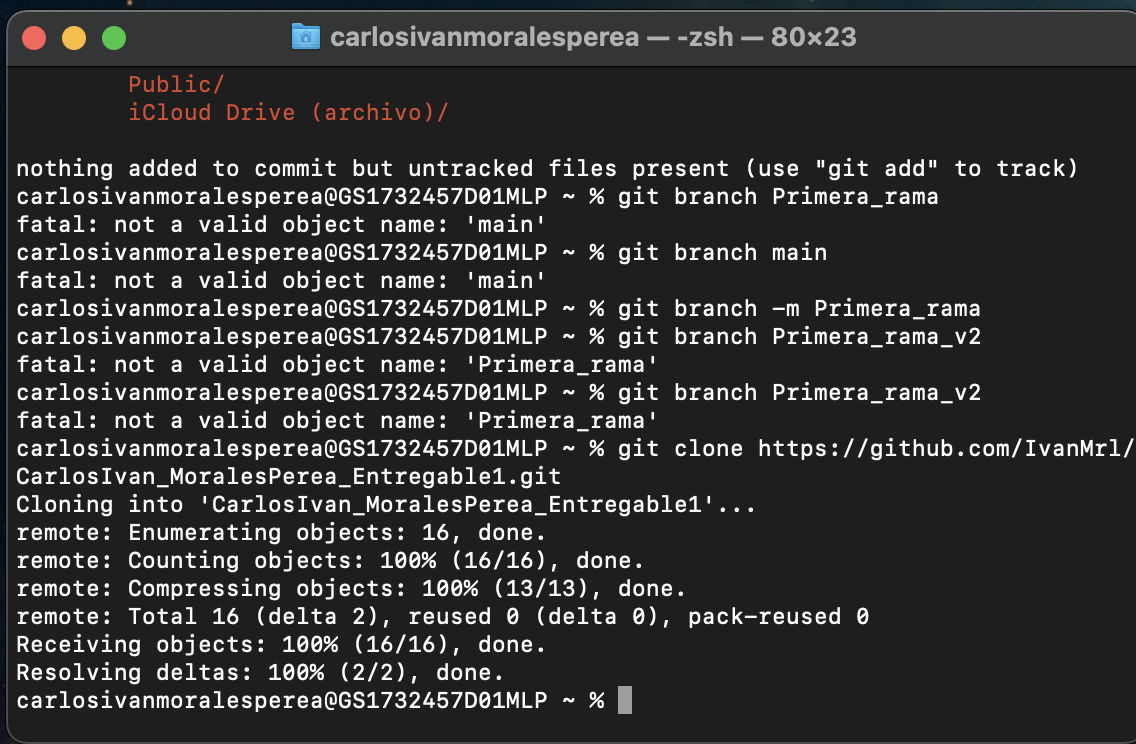 carlosivanmoralesperea — -zsh — 80×23
Public/
iCloud Drive (archivo)/
nothing added to commit but untracked files present (use "git add" to track)
carlosivanmoralesperea@GS1732457D01MLP ~ % git branch Primera_rama
fatal: not a valid object name: 'main'
carlosivanmoralesperea@GS1732457D01MLP ~ % git branch main
fatal: not a valid object name: 'main'
carlosivanmoralesperea@GS1732457D01MLP ~ % git branch -m Primera_rama
carlosivanmoralesperea@GS1732457D01MLP ~ % git branch Primera_rama_v2
fatal: not a valid object name: 'Primera_rama'
carlosivanmoralesperea@GS1732457D01MLP ~ % git branch Primera_rama_v2
fatal: not a valid object name: 'Primera_rama'
carlosivanmoralesperea@GS1732457D01MLP ~ % git clone https://github.com/IvanMrl/
CarlosIvan_MoralesPerea_Entregable1.git
Cloning into 'CarlosIvan_MoralesPerea_Entregable1'...
remote: Enumerating objects: 16, done.
remote: Counting objects: 100% (16/16), done.
remote: Compressing objects: 100% (13/13), done.
remote: Total 16 (delta 2), reused 0 (delta 0), pack-reused 0
Receiving objects: 100% (16/16), done.
Resolving deltas: 100% (2/2), done.
carlosivanmoralesperea@GS1732457D01MLP ~ %